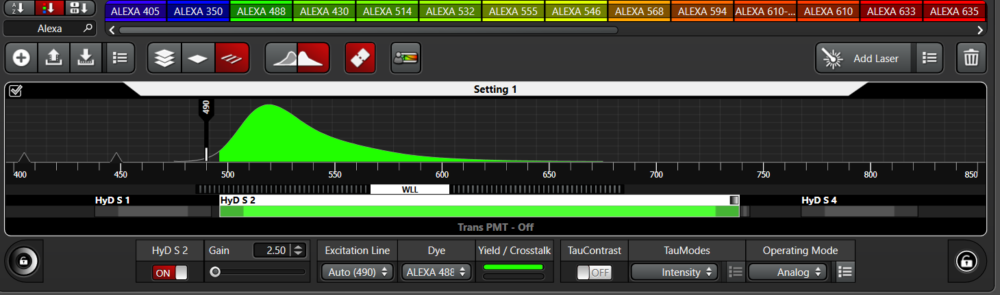 ALEXA 405 ALEXA 350 ALEXA 488 ALEXA 430 ALEXA 514 ALEXA 532 ALEXA 555 ALEXA 546 ALEXA 568 ALEXA 594 ALEXA 610-... ALEXA 610 ALEXA 633 ALEXA 635
A
Z
Alexa
Add Laser
Setting 1
490
400 450 500 550 600 650 700 750 800 850
WLL
HyD S 1 HyD S 2 HyD S 4
Trans PMT - Off
HyD S 2 Gain 2.50 Excitation Line Dye Yield / Crosstalk TauContrast TauModes Operating Mode
ON Auto (490) ALEXA 488 OFF Intensity Analog